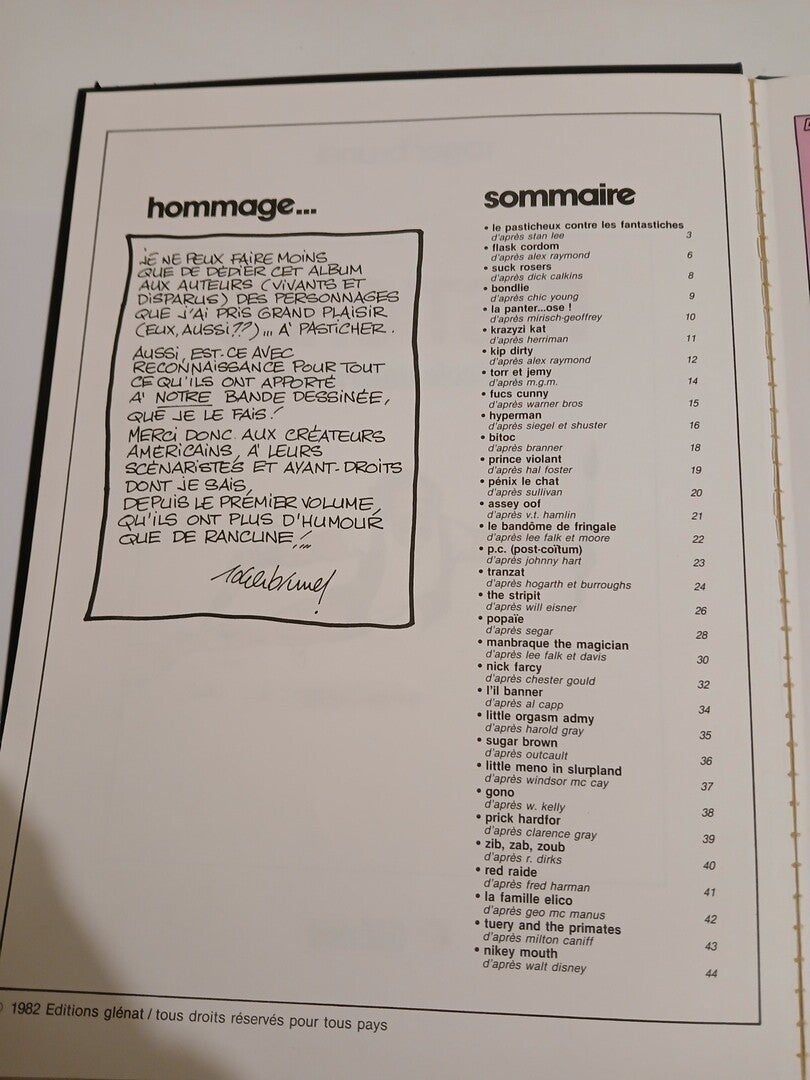 hommage...
JE NE PEUX FAIRE MOINS
QUE DE DÉDIER CET ALBUM
AUX AUTEURS (VIVANTS ET
DISPARUS) DES PERSONNAGES
QUE J'AI PRIS GRAND PLAISIR
(EUX, AUSSI??)... A' PASTICHER.
AUSSI, EST-CE AVEC
RECONNAISSANCE POUR TOUT
CE QU'ILS ONT APPORTÉ
A' NOTRE BANDE DESSINÉE,
QUE JE LE FAIS!
MERCI DONC AUX CRÉATEURS
AMÉRICAINS, A' LEURS
SCÉNARISTES ET AYANT-DROITS
DONT JE SAIS,
DEPUIS LE PRÉMIER VOLUME,
QU'ILS ONT PLUS D'HUMOUR
QUE DE RANCUNE!...
sommaire
• le pasticheux contre les fantastiches
d'après stan lee 3
• flask cordom
d'après alex raymond 6
• suck rosers
d'après dick calkins 8
• bondlie
d'après chic young 9
• la panter...ose !
d'après mirisch-geoffrey 10
• krazyzi kat
d'après herriman 11
• kip dirty
d'après alex raymond 12
• torr et jemy
d'après m.g.m. 14
• fucs cunny
d'après warner bros 15
• hyperman
d'après siegel et shuster 16
• bitoc
d'après branner 18
• prince violant
d'après hal foster 19
• pénix le chat
d'après sullivan 20
• assey oof
d'après v.t. hamlin 21
• le bandôme de fringale
d'après lee falk et moore 22
• p.c. (post-coïtum)
d'après johnny hart 23
• tranzat
d'après hogarth et burroughs 24
• the stripit
d'après will eisner 26
• popaïe
d'après segar 28
• manbraque the magician
d'après lee falk et davis 30
• nick farcy
d'après chester gould 32
• l'il banner
d'après al capp 34
• little orgasm admy
d'après harold gray 35
• sugar brown
d'après outcault 36
• little meno in slurpland
d'après windsor mc cay 37
• gono
d'après w. kelly 38
• prick hardfor
d'après clarence gray 39
• zib, zab, zoub
d'après r. dirks 40
• red raide
d'après fred harman 41
• la famille elico
d'après geo mc manus 42
• tuery and the primates
d'après milton caniff 43
• nikey mouth
d'après walt disney 44
© 1982 Editions glénat / tous droits réservés pour tous pays